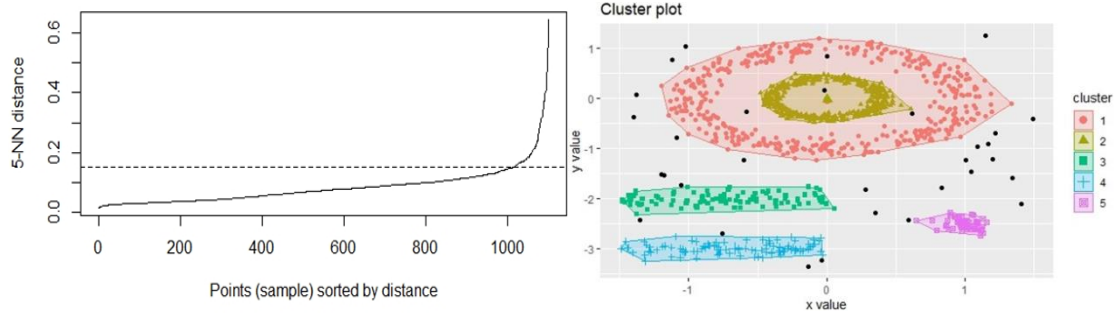 5-NN distance
0.6
0.4
0.2
0.0
0 200 400 600 800 1000
Points (sample) sorted by distance
Cluster plot
y value
1
0
-1
-2
-3
-1 0 1
x value
cluster
1
2
3
4
5